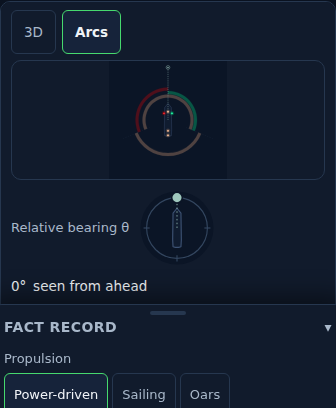 3D Arcs
Relative bearing θ
0° seen from ahead
FACT RECORD ▼
Propulsion
Power-driven Sailing Oars